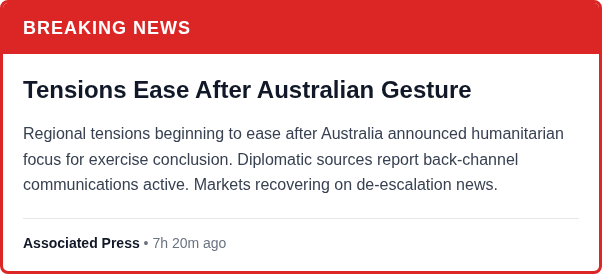 BREAKING NEWS
Tensions Ease After Australian Gesture
Regional tensions beginning to ease after Australia announced humanitarian
focus for exercise conclusion. Diplomatic sources report back-channel
communications active. Markets recovering on de-escalation news.
Associated Press • 7h 20m ago